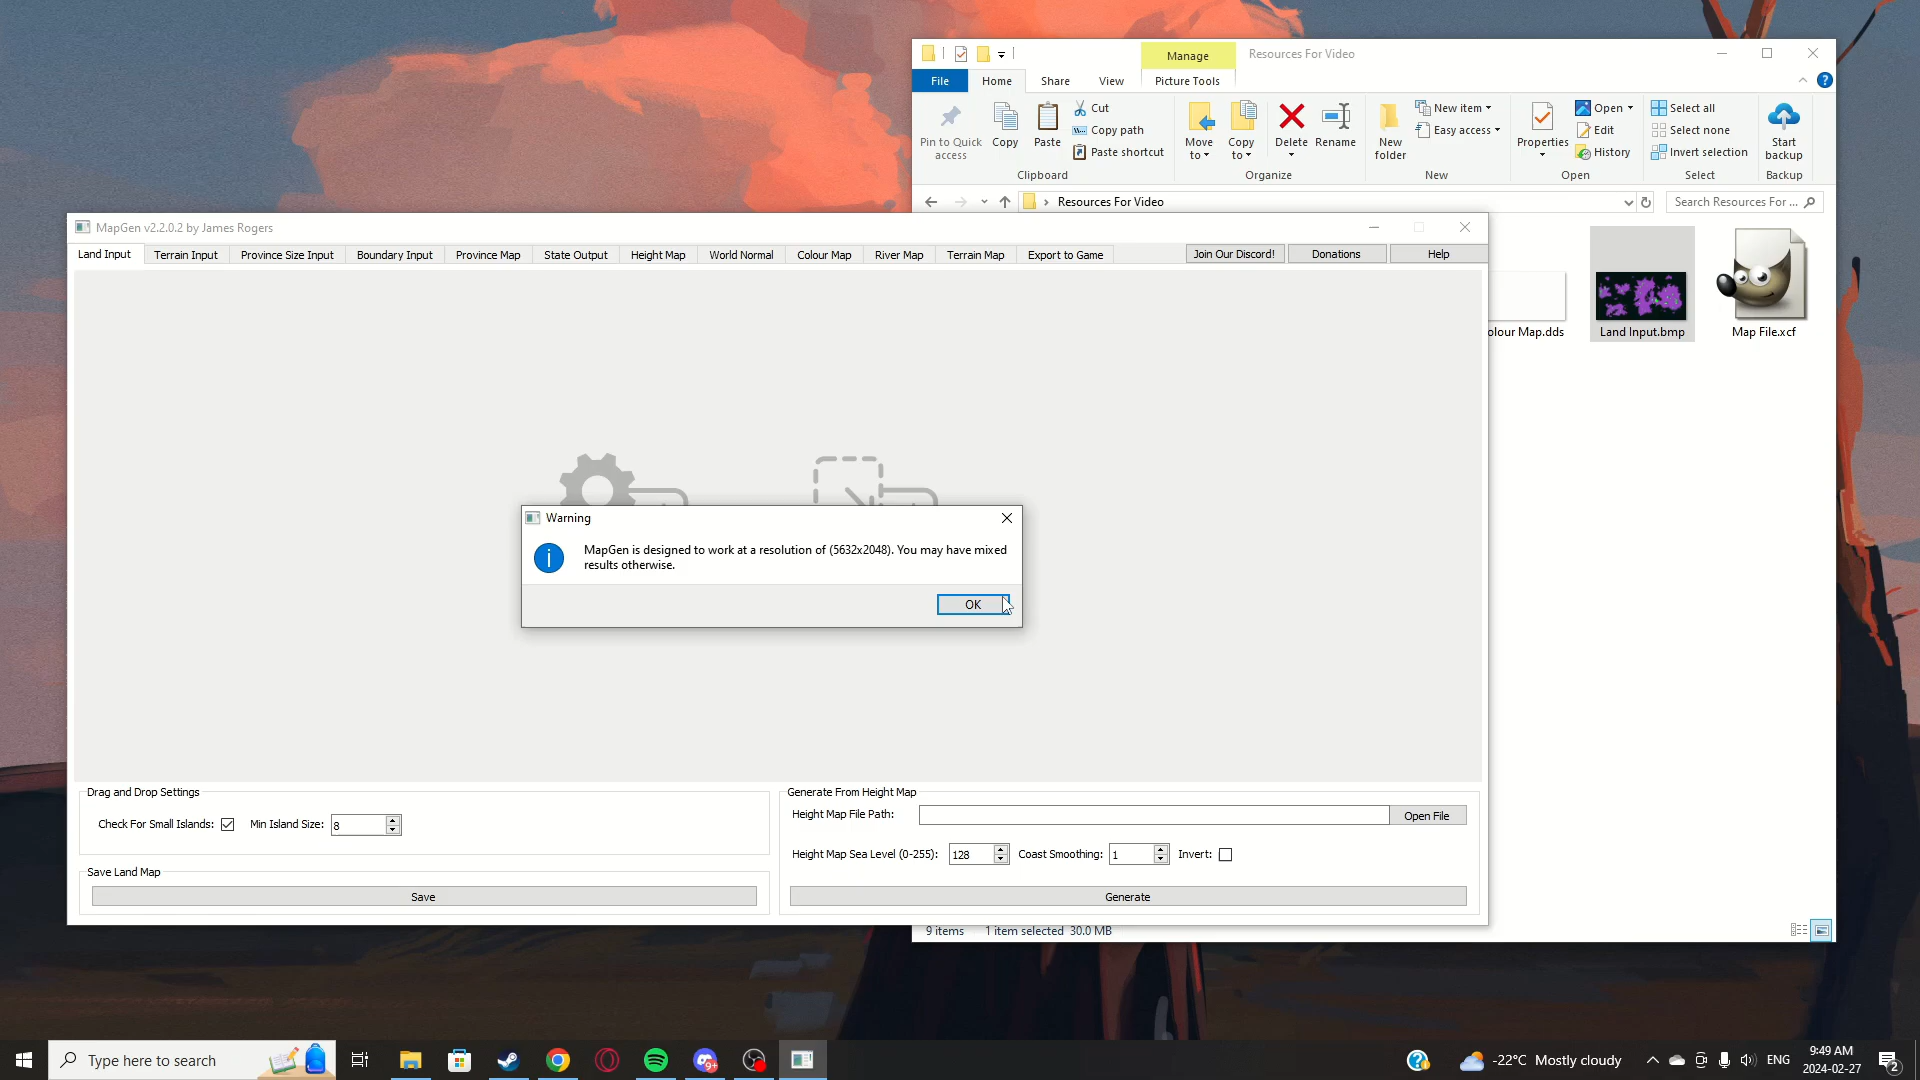 Manage
Resources For Video
File
Home
Share
View
Picture Tools
Pin to Quick
access
Copy
Paste
Cut
Copy path
Paste shortcut
Clipboard
Move
to
Copy
to
Delete
Rename
Organize
New
folder
New item
Easy access
New
Properties
Open
Edit
History
Open
Select all
Select none
Invert selection
Select
Start
backup
Backup
Resources For Video
Search Resources For ...
MapGen v2.2.0.2 by James Rogers
Land Input
Terrain Input
Province Size Input
Boundary Input
Province Map
State Output
Height Map
World Normal
Colour Map
River Map
Terrain Map
Export to Game
Join Our Discord!
Donations
Help
olour Map.dds
Land Input.bmp
Map File.xcf
Warning
MapGen is designed to work at a resolution of (5632x2048). You may have mixed
results otherwise.
OK
Drag and Drop Settings
Check For Small Islands:
Min Island Size:
8
Save Land Map
Save
Generate From Height Map
Height Map File Path:
Open File
Height Map Sea Level (0-255):
128
Coast Smoothing:
1
Invert:
Generate
9 items
1 item selected 30.0 MB
Type here to search
9+
-22°C Mostly cloudy
ENG
9:49 AM
2024-02-27
2